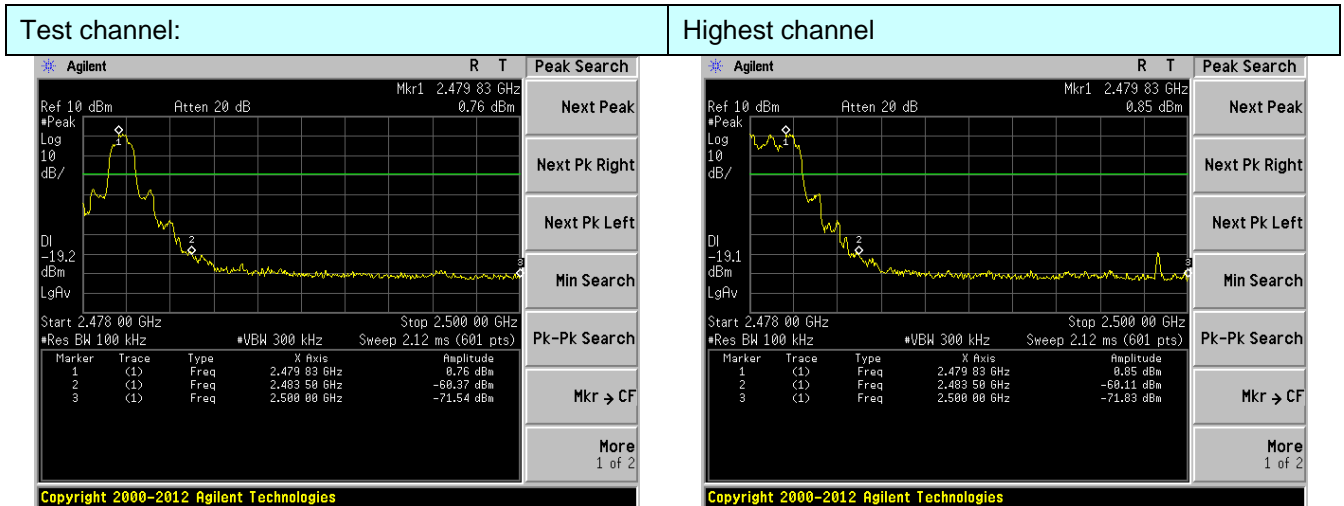 Test channel:
Highest channel
Agilent
R T
Peak Search
Mkr1 2.479 83 GHz
Ref 10 dBm Atten 20 dB 0.76 dBm
#Peak
Log
10
dB/
1
2
3
DI
-19.2
dBm
LgAv
Start 2.478 00 GHz Stop 2.500 00 GHz
#Res BW 100 kHz #VBW 300 kHz Sweep 2.12 ms (601 pts)
Marker Trace Type X Axis Amplitude
1 (1) Freq 2.479 83 GHz 0.76 dBm
2 (1) Freq 2.483 50 GHz -60.37 dBm
3 (1) Freq 2.500 00 GHz -71.54 dBm
Next Peak
Next Pk Right
Next Pk Left
Min Search
Pk-Pk Search
Mkr → CF
More
1 of 2
Copyright 2000-2012 Agilent Technologies
Agilent
R T
Peak Search
Mkr1 2.479 83 GHz
Ref 10 dBm Atten 20 dB 0.85 dBm
#Peak
Log
10
dB/
1
2
3
DI
-19.1
dBm
LgAv
Start 2.478 00 GHz Stop 2.500 00 GHz
#Res BW 100 kHz #VBW 300 kHz Sweep 2.12 ms (601 pts)
Marker Trace Type X Axis Amplitude
1 (1) Freq 2.479 83 GHz 0.85 dBm
2 (1) Freq 2.483 50 GHz -60.11 dBm
3 (1) Freq 2.500 00 GHz -71.83 dBm
Next Peak
Next Pk Right
Next Pk Left
Min Search
Pk-Pk Search
Mkr → CF
More
1 of 2
Copyright 2000-2012 Agilent Technologies